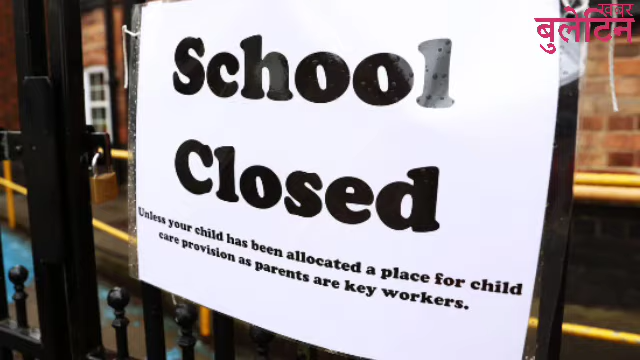 खबर
बुलेटिन
School
Closed
Unless your child has been allocated a place for child
care provision as parents are key workers.